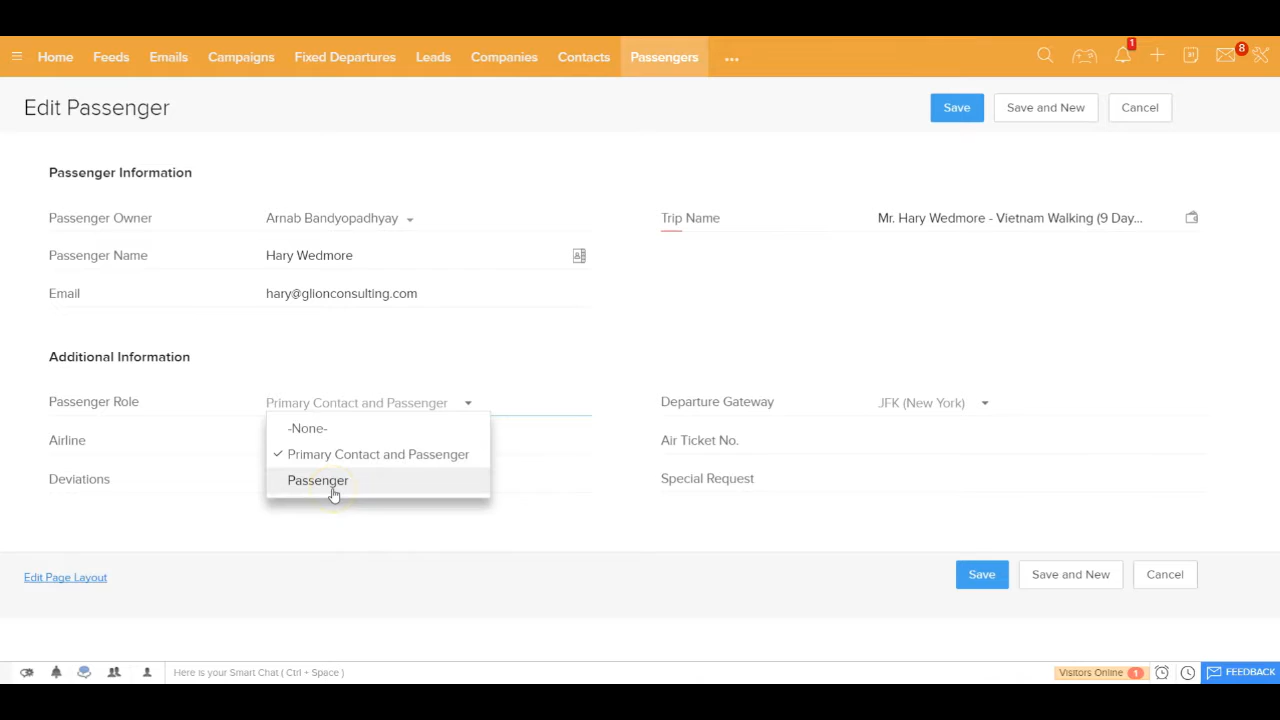 Home Feeds Emails Campaigns Fixed Departures Leads Companies Contacts Passengers ... 1 31 8
Edit Passenger Save Save and New Cancel
Passenger Information
Passenger Owner Arnab Bandyopadhyay Trip Name Mr. Hary Wedmore - Vietnam Walking (9 Day...
Passenger Name Hary Wedmore
Email hary@glionconsulting.com
Additional Information
Passenger Role Primary Contact and Passenger Departure Gateway JFK (New York)
-None-
Airline Air Ticket No.
Primary Contact and Passenger
Deviations Passenger Special Request
Edit Page Layout Save Save and New Cancel
Here is your Smart Chat ( Ctrl + Space ) Visitors Online 1 FEEDBACK